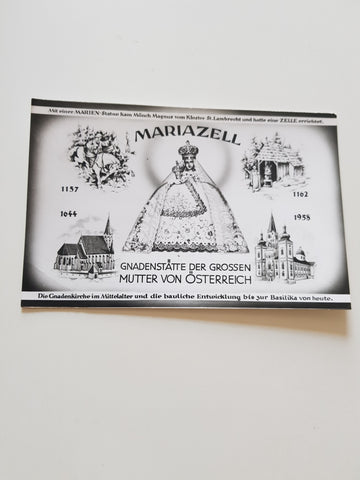 Mit einer MARIEN-Statue kam Mönch Magnus vom Kloster St. Lambrecht und hatte eine ZELLE errichtet.
MARIAZELL
1157
1162
1644
1958
GNADENSTÄTTE DER GROSSEN
MUTTER VON ÖSTERREICH
Die Gnadenkirche im Mittelalter und die bauliche Entwicklung bis zur Basilika von heute.